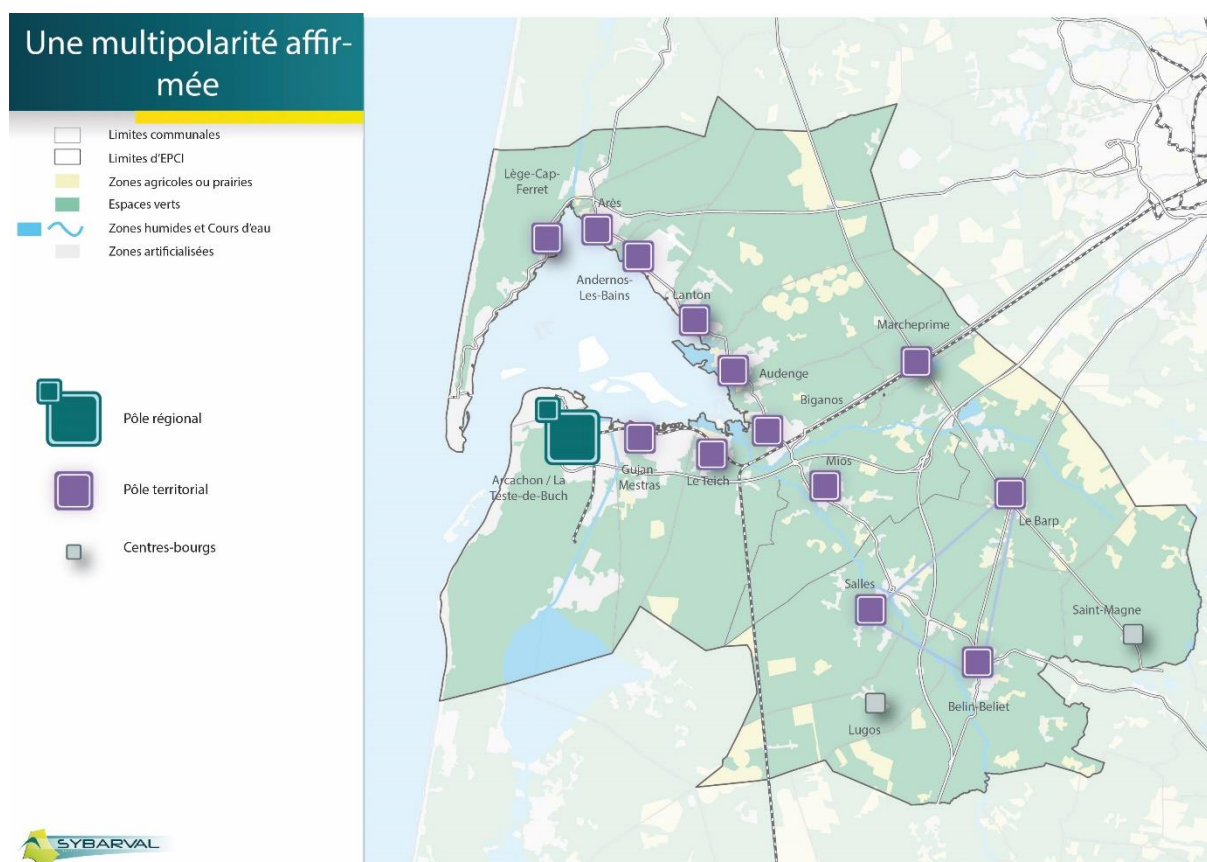 Une multipolarité affir-
mée
Limites communales
Limites d'EPCI
Zones agricoles ou prairies
Espaces verts
Zones humides et Cours d'eau
Zones artificialisées
Pôle régional
Pôle territorial
Centres-bourgs
SYBARVAL
Lège-Cap-
Ferret
Arès
Andernos-
Les-Bains
Lanton
Marcheprime
Audenge
Biganos
Mios
Gujan
Mestras
Le Teich
Arcachon / La
Teste-de-Buch
Le Barp
Salles
Saint-Magne
Belin-Beliet
Lugos